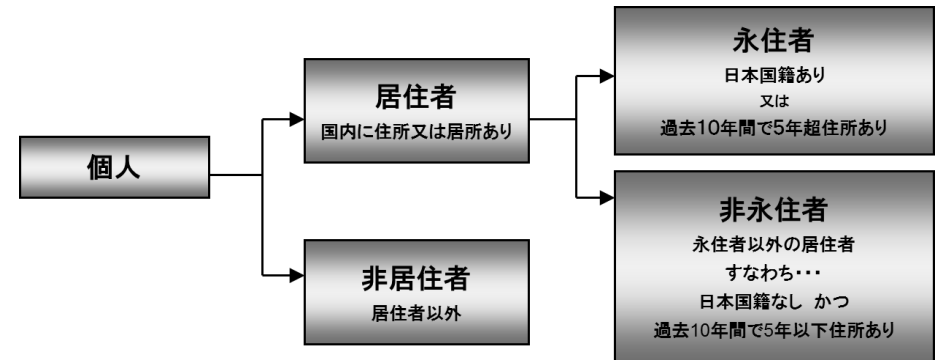 個人
居住者
国内に住所又は居所あり
非居住者
居住者以外
永住者
日本国籍あり
又は
過去10年間で5年超住所あり
非永住者
永住者以外の居住者
すなわち・・・
日本国籍なし かつ
過去10年間で5年以下住所あり